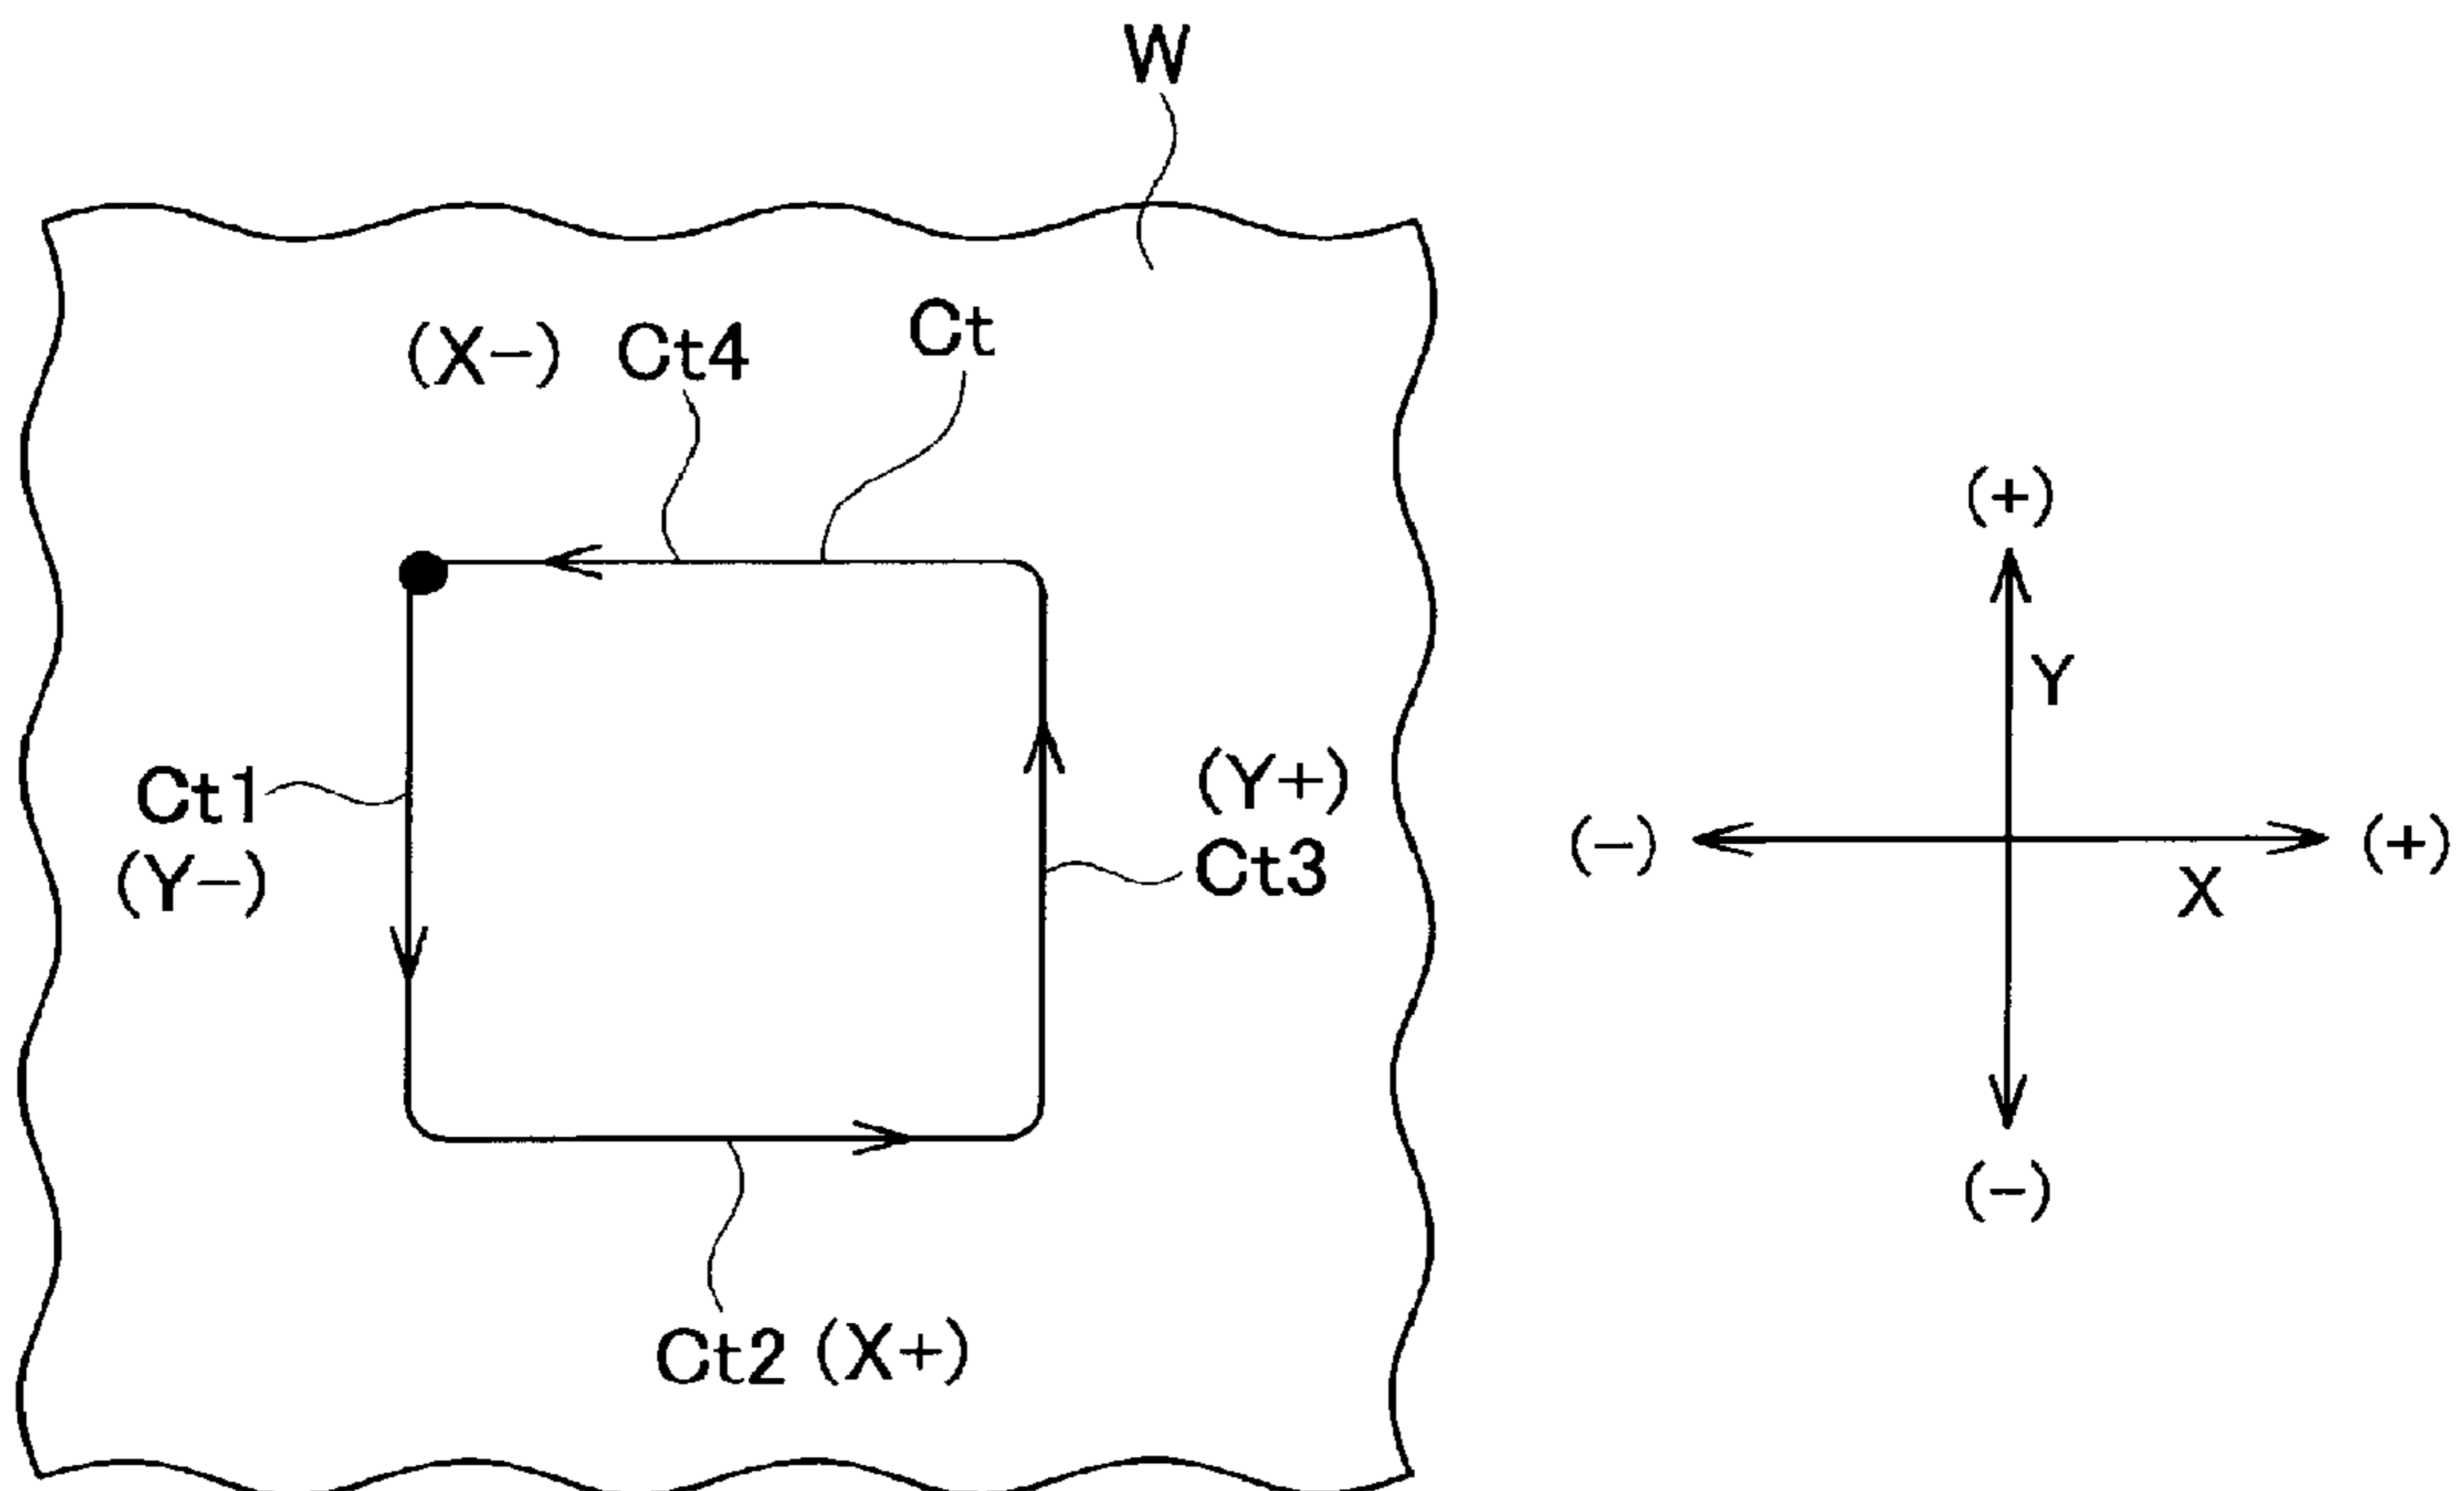 W
Ct
(X−) Ct4
(+)
Y
Ct1
(Y−)
(Y+)
Ct3
(−)
(+)
X
(−)
Ct2 (X+)